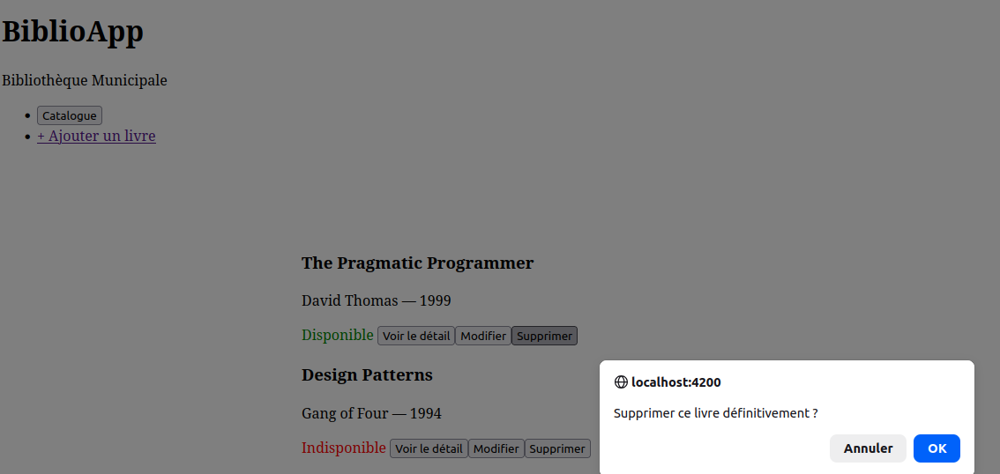 BiblioApp
Bibliothèque Municipale
Catalogue
+ Ajouter un livre
The Pragmatic Programmer
David Thomas — 1999
Disponible Voir le détail Modifier Supprimer
Design Patterns
Gang of Four — 1994
Indisponible Voir le détail Modifier Supprimer
localhost:4200
Supprimer ce livre définitivement ?
Annuler OK